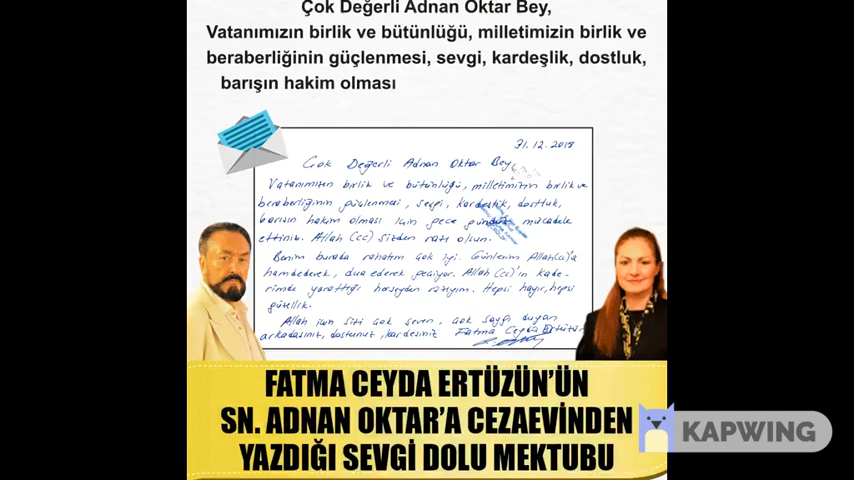 Çok Değerli Adnan Oktar Bey,
Vatanımızın birlik ve bütünlüğü, milletimizin birlik ve
beraberliğinin güçlenmesi, sevgi, kardeşlik, dostluk,
barışın hakim olması
31.12.2018
Çok Değerli Adnan Oktar Bey,
Vatanımızın birlik ve bütünlüğü, milletimizin birlik ve
beraberliğinin güçlenmesi, sevgi, kardeşlik, dostluk,
barışın hakim olması için gece gündüz mücadele
ettiniz. Allah (cc) sizden razı olsun.
Benim burada rahatım çok iyi. Günlerim Allah(cc)'a
hamdederek, dua ederek geçiyor. Allah (cc)'ın kade-
rimde yarattığı herşeyden razıyım. Hepsi hayır, hepsi
güzellik.
Allah için sizi çok seven, çok saygı duyan
arkadaşınız, dostunuz, kardeşiniz Fatma Ceyda Ertüzün
FATMA CEYDA ERTÜZÜN'ÜN
SN. ADNAN OKTAR'A CEZAEVİNDEN
YAZDIĞI SEVGİ DOLU MEKTUBU
KAPWING